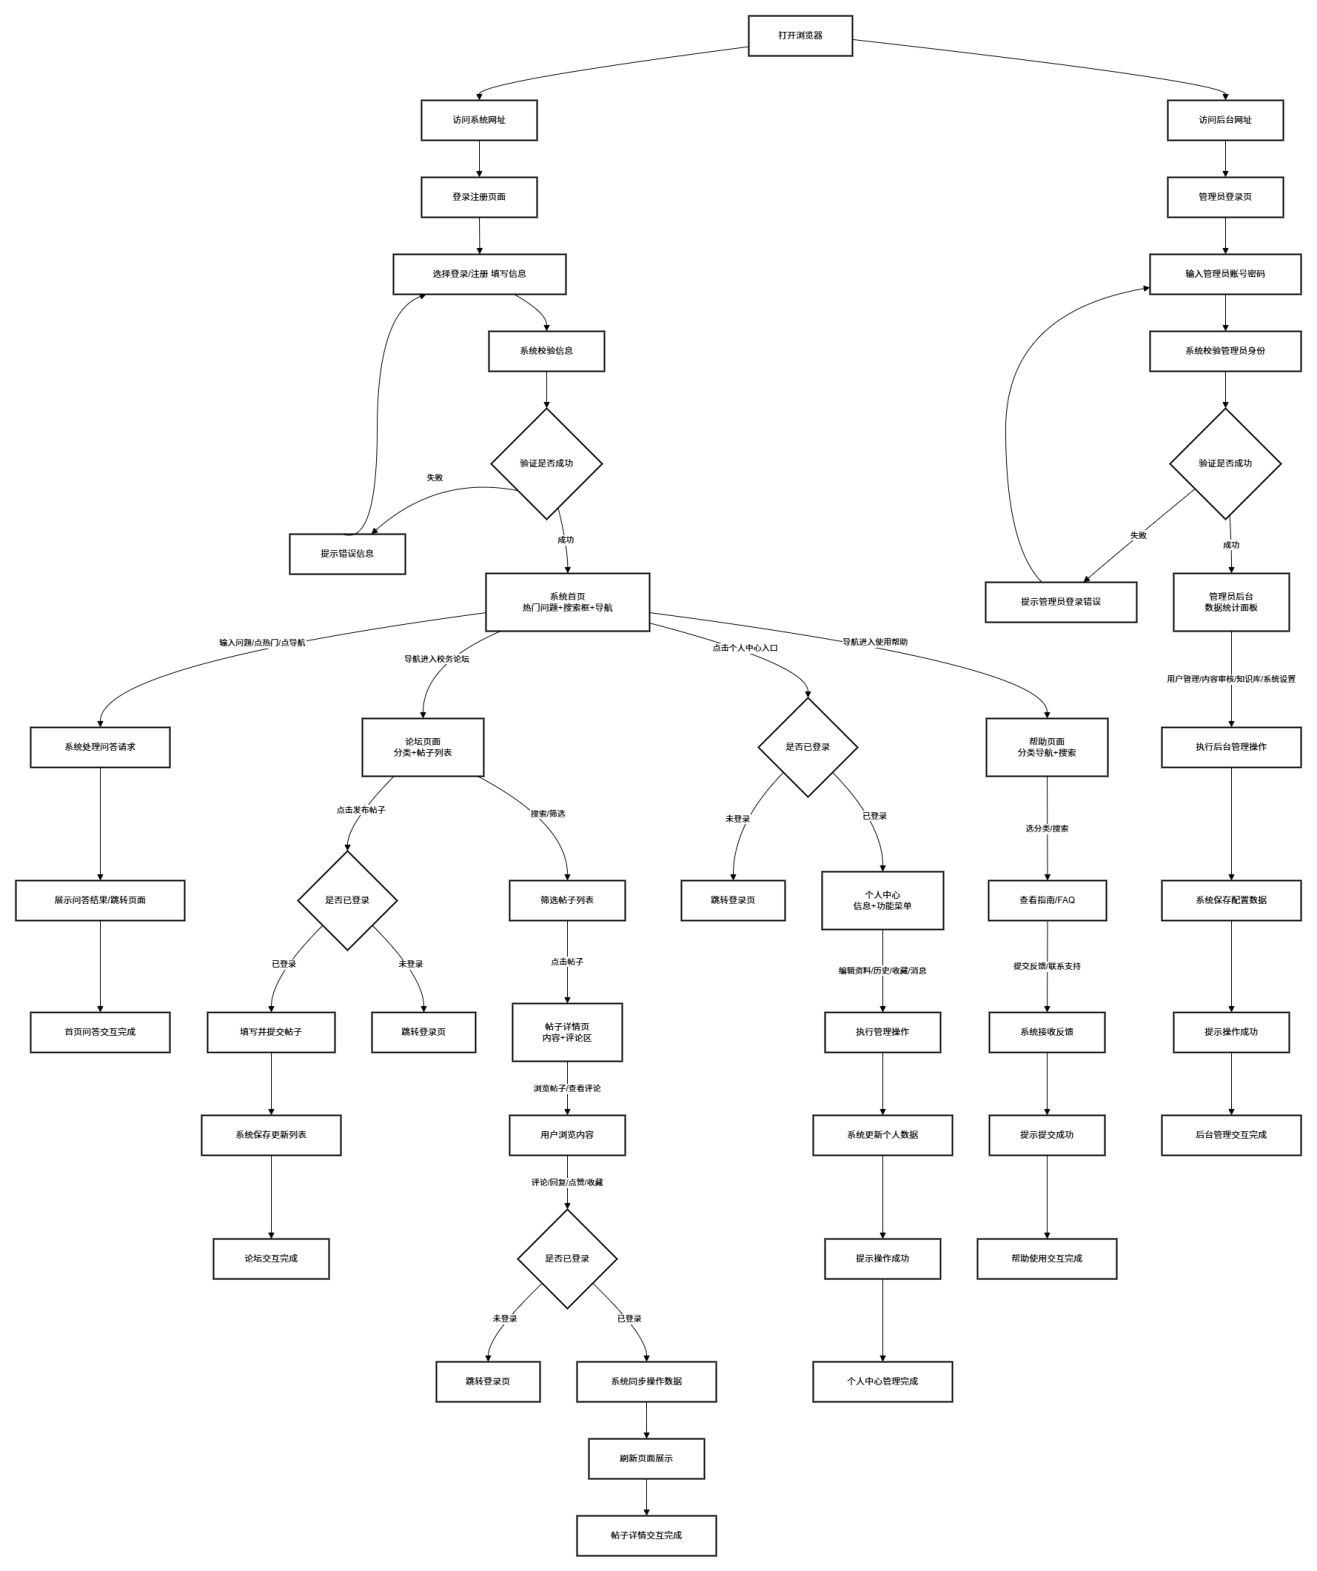 打开浏览器
访问系统网址
访问后台网址
登录注册页面
管理员登录页
选择登录/注册 填写信息
输入管理员账号密码
系统校验信息
系统校验管理员身份
验证是否成功
验证是否成功
失败
失败
提示错误信息
成功
成功
系统首页
热门问题+搜索框+导航
提示管理员登录错误
管理员后台
数据统计面板
输入问题/点热门/点导航
导航进入校务论坛
点击个人中心入口
导航进入使用帮助
用户管理/内容审核/知识库/系统设置
系统处理问答请求
论坛页面
分类+帖子列表
是否已登录
帮助页面
分类导航+搜索
执行后台管理操作
点击发布帖子
搜索/筛选
未登录
已登录
选分类/搜索
展示问答结果/跳转页面
是否已登录
筛选帖子列表
跳转登录页
个人中心
信息+功能菜单
查看指南/FAQ
系统保存配置数据
已登录
未登录
点击帖子
编辑资料/历史/收藏/消息
提交反馈/联系支持
首页问答交互完成
填写并提交帖子
跳转登录页
帖子详情页
内容+评论区
执行管理操作
系统接收反馈
提示操作成功
浏览帖子/查看评论
系统保存更新列表
用户浏览内容
系统更新个人数据
提示提交成功
后台管理交互完成
评论/回复/点赞/收藏
论坛交互完成
是否已登录
提示操作成功
帮助使用交互完成
未登录
已登录
跳转登录页
系统同步操作数据
个人中心管理完成
刷新页面展示
帖子详情交互完成